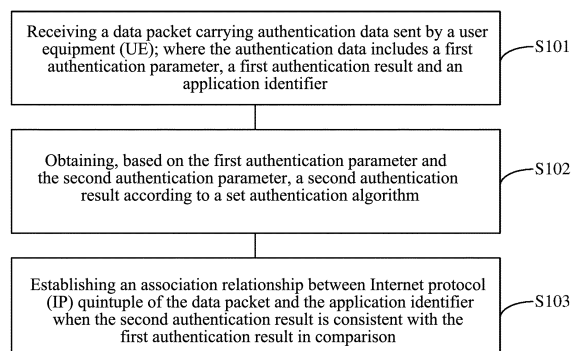 Receiving a data packet carrying authentication data sent by a user
equipment (UE); where the authentication data includes a first
authentication parameter, a first authentication result and an
application identifier
S101
Obtaining, based on the first authentication parameter and
the second authentication parameter, a second authentication
result according to a set authentication algorithm
S102
Establishing an association relationship between Internet protocol
(IP) quintuple of the data packet and the application identifier
when the second authentication result is consistent with the
first authentication result in comparison
S103